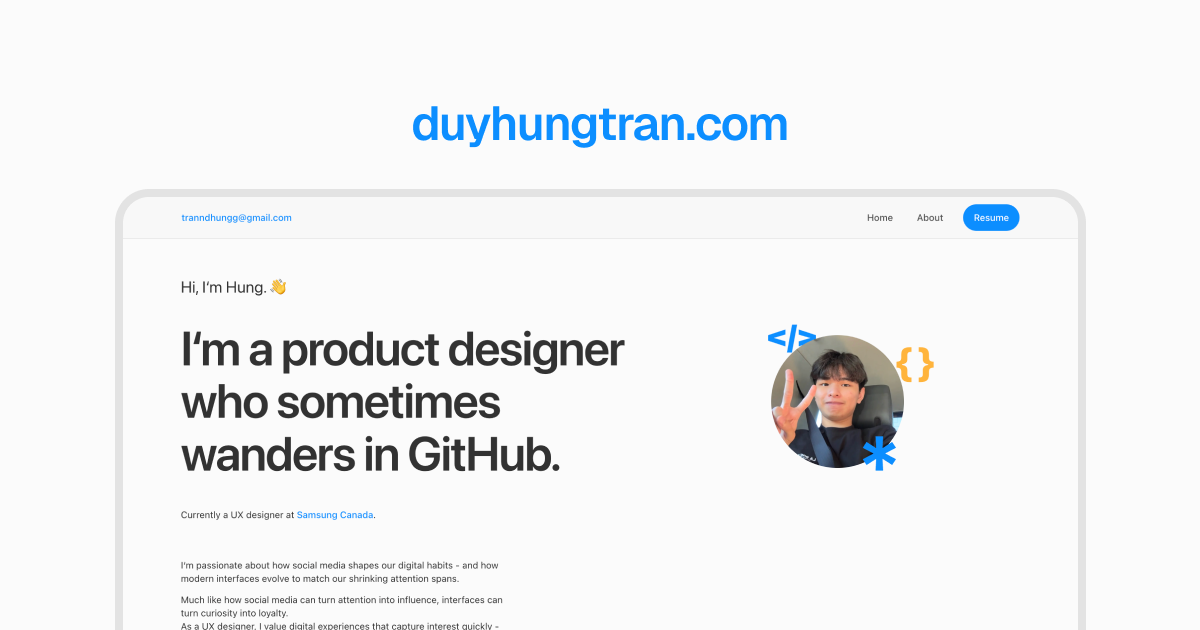 duyhungtran.com
tranndhungg@gmail.com
Home
About
Resume
Hi, I‘m Hung. 👋
I‘m a product designer
who sometimes
wanders in GitHub.
</>
{ }
*
Currently a UX designer at Samsung Canada.
I'm passionate about how social media shapes our digital habits - and how
modern interfaces evolve to match our shrinking attention spans.
Much like how social media can turn attention into influence, interfaces can
turn curiosity into loyalty.
As a UX designer, I value digital experiences that capture interest quickly -